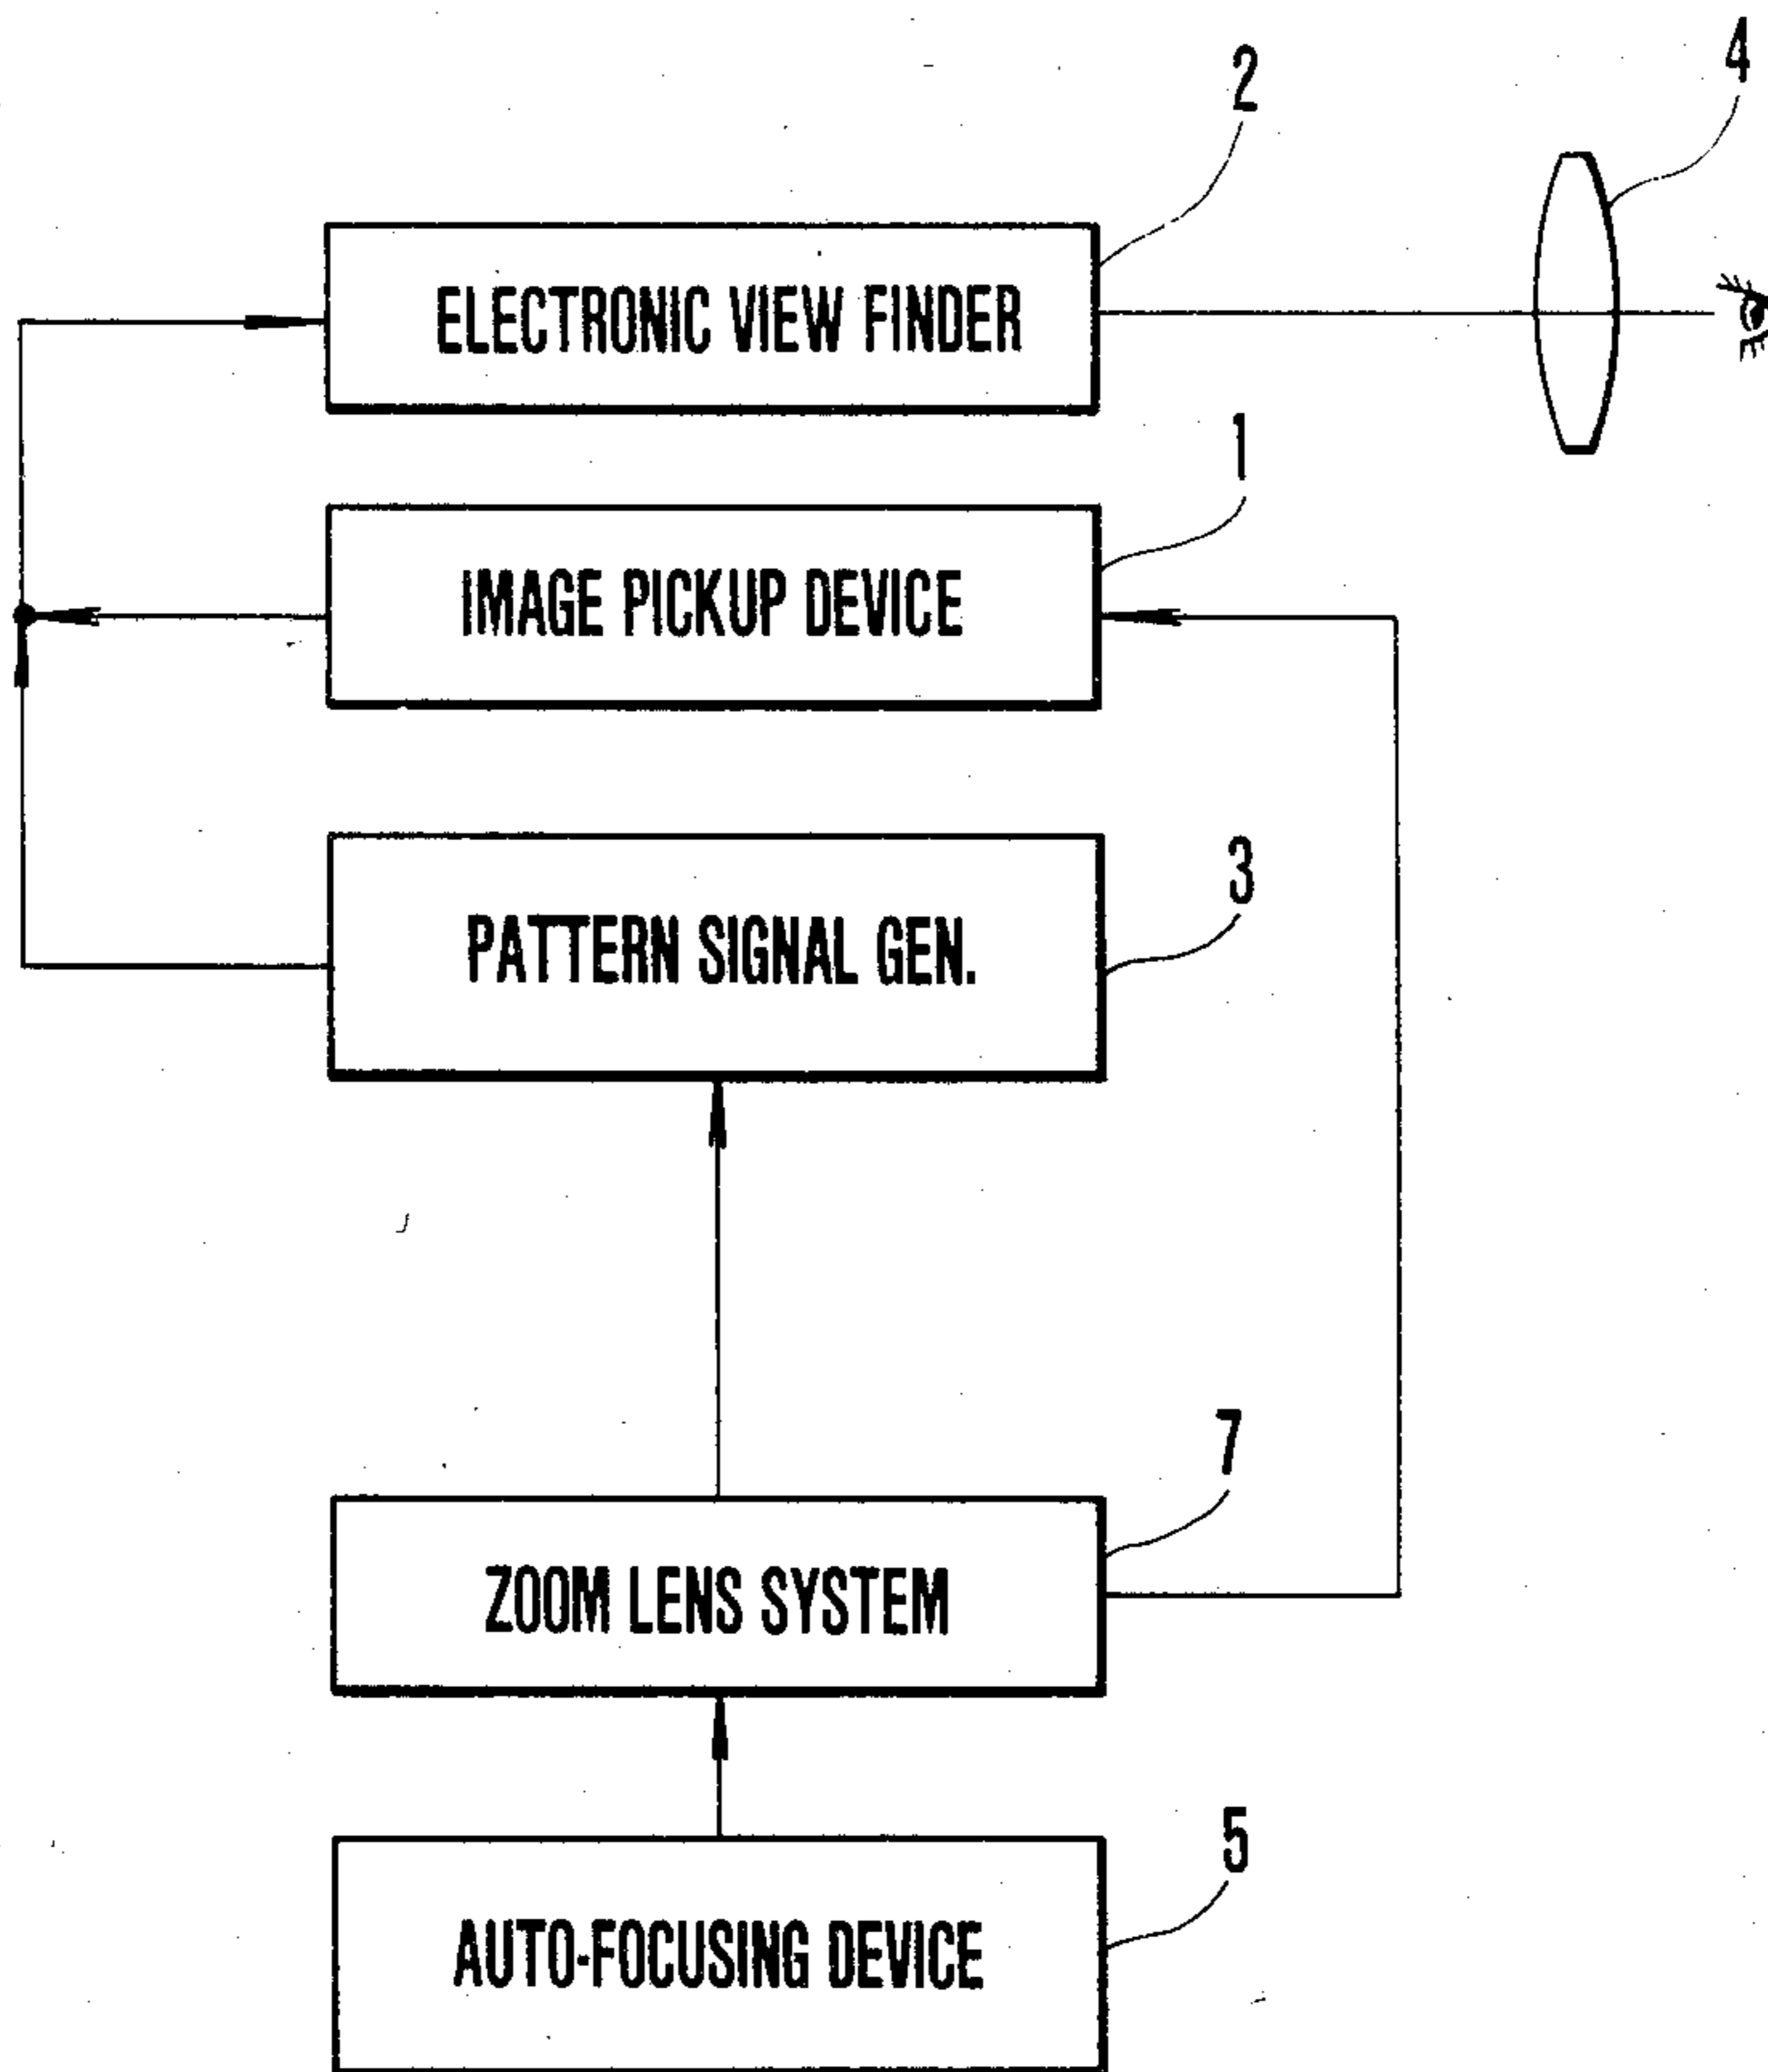 2
4
ELECTRONIC VIEW FINDER
1
IMAGE PICKUP DEVICE
3
PATTERN SIGNAL GEN.
7
ZOOM LENS SYSTEM
5
AUTO-FOCUSING DEVICE